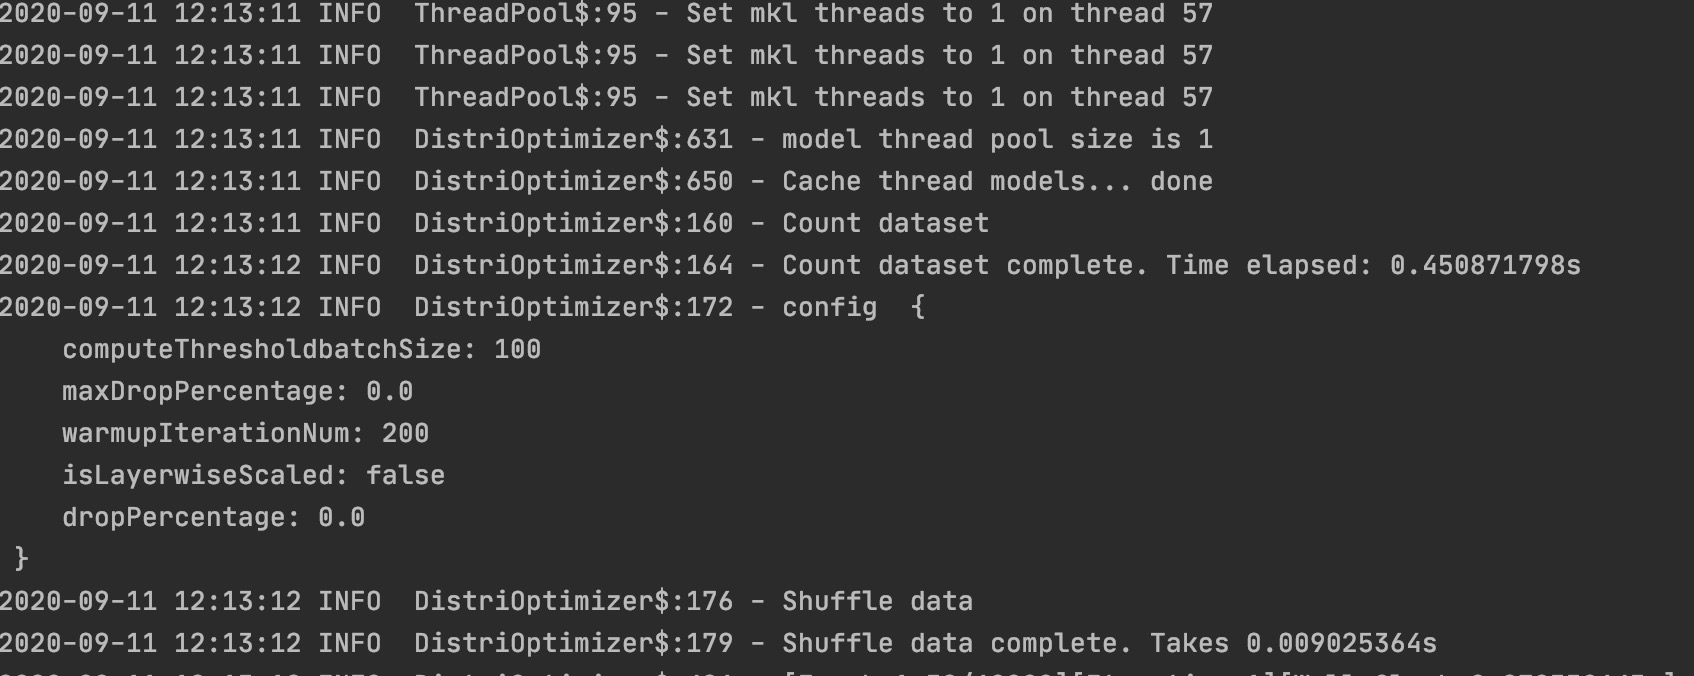 2020-09-11 12:13:11 INFO  ThreadPool$:95 - Set mkl threads to 1 on thread 57
2020-09-11 12:13:11 INFO  ThreadPool$:95 - Set mkl threads to 1 on thread 57
2020-09-11 12:13:11 INFO  ThreadPool$:95 - Set mkl threads to 1 on thread 57
2020-09-11 12:13:11 INFO  DistriOptimizer$:631 - model thread pool size is 1
2020-09-11 12:13:11 INFO  DistriOptimizer$:650 - Cache thread models... done
2020-09-11 12:13:11 INFO  DistriOptimizer$:160 - Count dataset
2020-09-11 12:13:12 INFO  DistriOptimizer$:164 - Count dataset complete. Time elapsed: 0.450871798s
2020-09-11 12:13:12 INFO  DistriOptimizer$:172 - config  {
    computeThresholdbatchSize: 100
    maxDropPercentage: 0.0
    warmupIterationNum: 200
    isLayerwiseScaled: false
    dropPercentage: 0.0
 }
2020-09-11 12:13:12 INFO  DistriOptimizer$:176 - Shuffle data
2020-09-11 12:13:12 INFO  DistriOptimizer$:179 - Shuffle data complete. Takes 0.009025364s